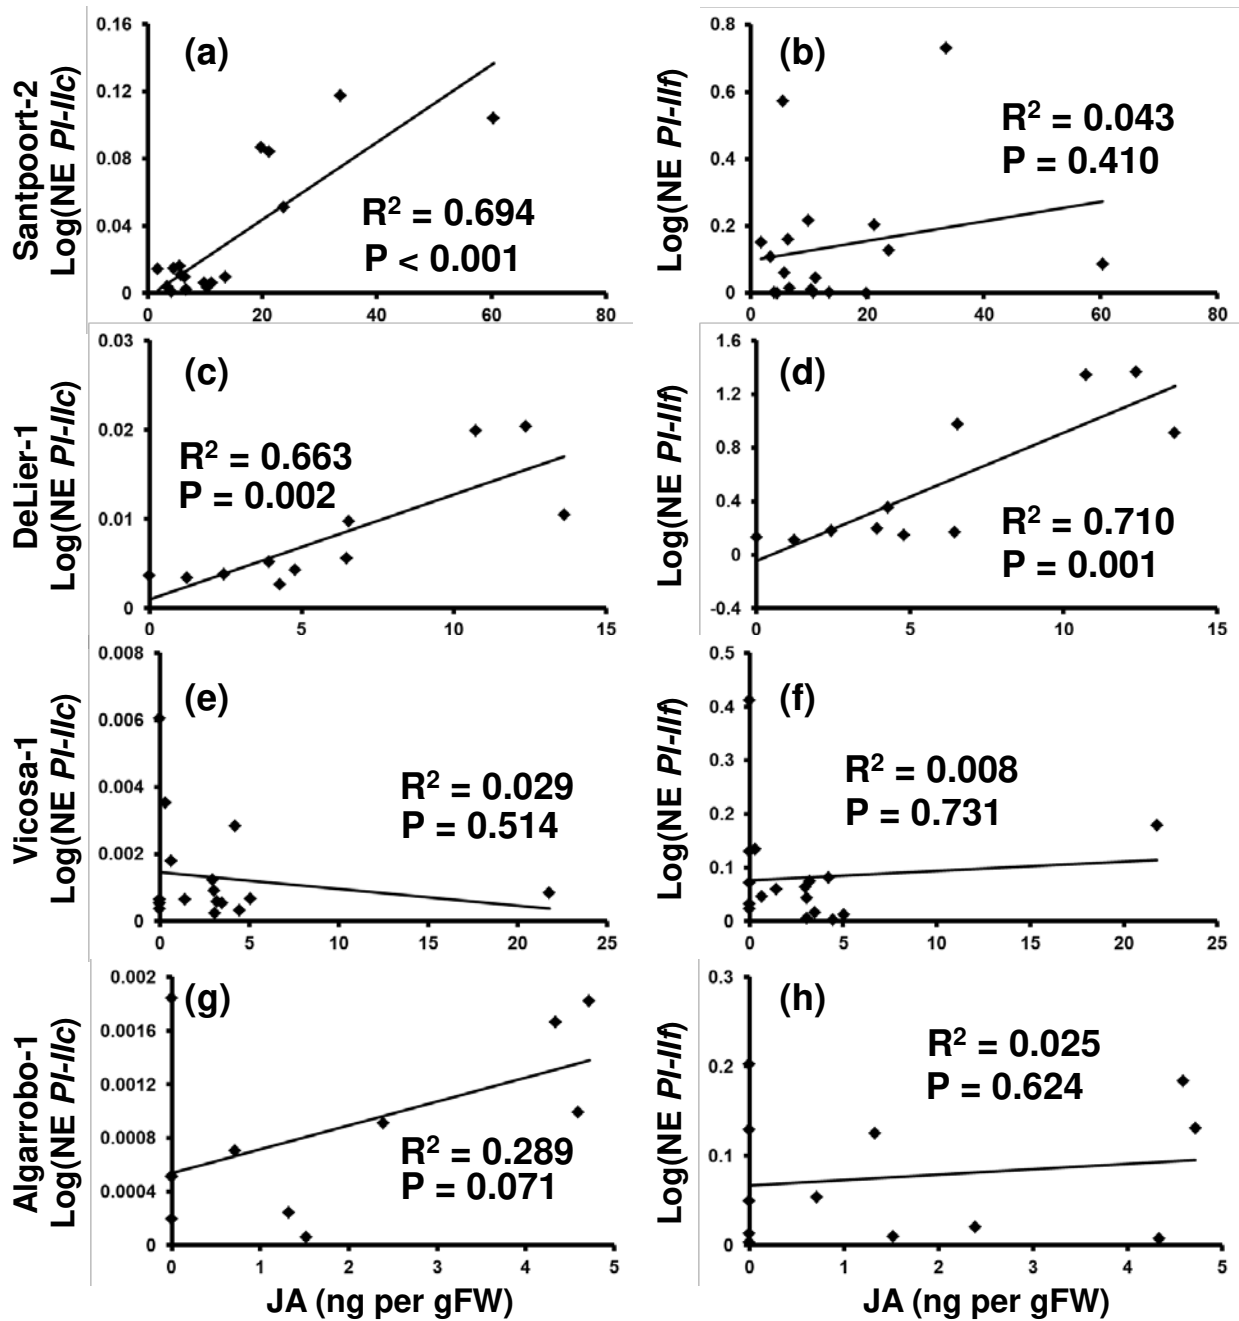 Santpoort-2
Log(NE PI-IIc)
(a)
0.16
0.12
0.08
0.04
0
R² = 0.694
P < 0.001
0 20 40 60 80
Log(NE PI-IIf)
(b)
0.8
0.6
0.4
0.2
0
R² = 0.043
P = 0.410
0 20 40 60 80
DeLier-1
Log(NE PI-IIc)
(c)
0.03
0.02
0.01
0
R² = 0.663
P = 0.002
0 5 10 15
Log(NE PI-IIf)
(d)
1.6
1.2
0.8
0.4
0
-0.4
R² = 0.710
P = 0.001
0 5 10 15
Vicosa-1
Log(NE PI-IIc)
(e)
0.008
0.006
0.004
0.002
0
R² = 0.029
P = 0.514
0 5 10 15 20 25
Log(NE PI-IIf)
(f)
0.5
0.4
0.3
0.2
0.1
0
R² = 0.008
P = 0.731
0 5 10 15 20 25
Algarrobo-1
Log(NE PI-IIc)
(g)
0.002
0.0016
0.0012
0.0008
0.0004
0
R² = 0.289
P = 0.071
0 1 2 3 4 5
JA (ng per gFW)
Log(NE PI-IIf)
(h)
0.3
0.2
0.1
0
R² = 0.025
P = 0.624
0 1 2 3 4 5
JA (ng per gFW)